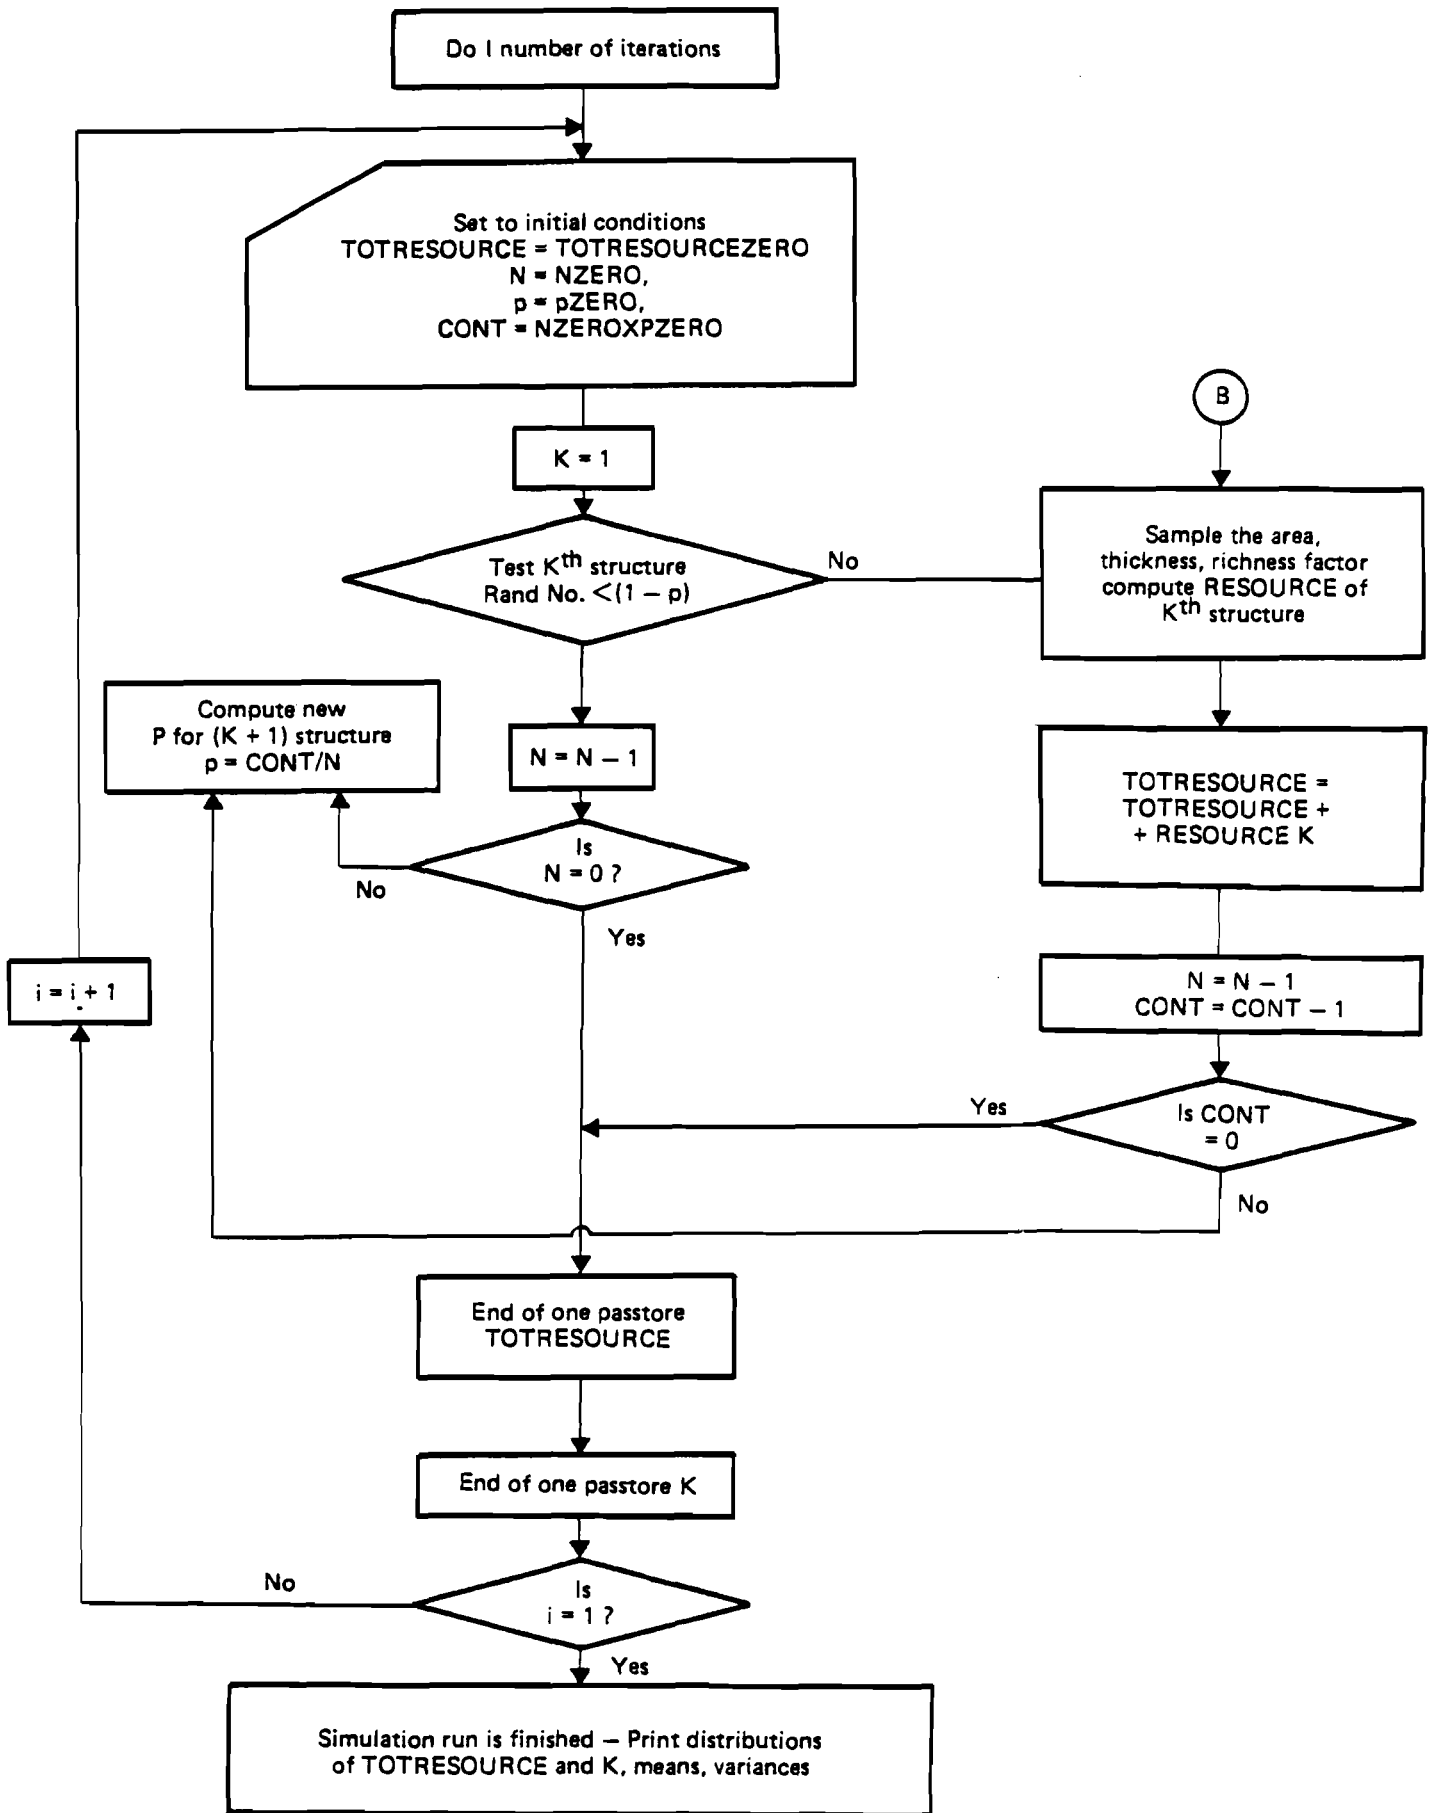 Do I number of iterations
Set to initial conditions
TOTRESOURCE = TOTRESOURCEZERO
N = NZERO,
p = pZERO,
CONT = NZEROXPZERO
B
K = 1
Test Kth structure
Rand No. <(1 – p)
No
Sample the area,
thickness, richness factor
compute RESOURCE of
Kth structure
Compute new
P for (K + 1) structure
p = CONT/N
N = N – 1
TOTRESOURCE =
TOTRESOURCE +
+ RESOURCE K
Is
N = 0 ?
No
Yes
i = i + 1
N = N – 1
CONT = CONT – 1
Yes
Is CONT
= 0
No
End of one passtore
TOTRESOURCE
End of one passtore K
No
Is
i = 1 ?
Yes
Simulation run is finished – Print distributions
of TOTRESOURCE and K, means, variances